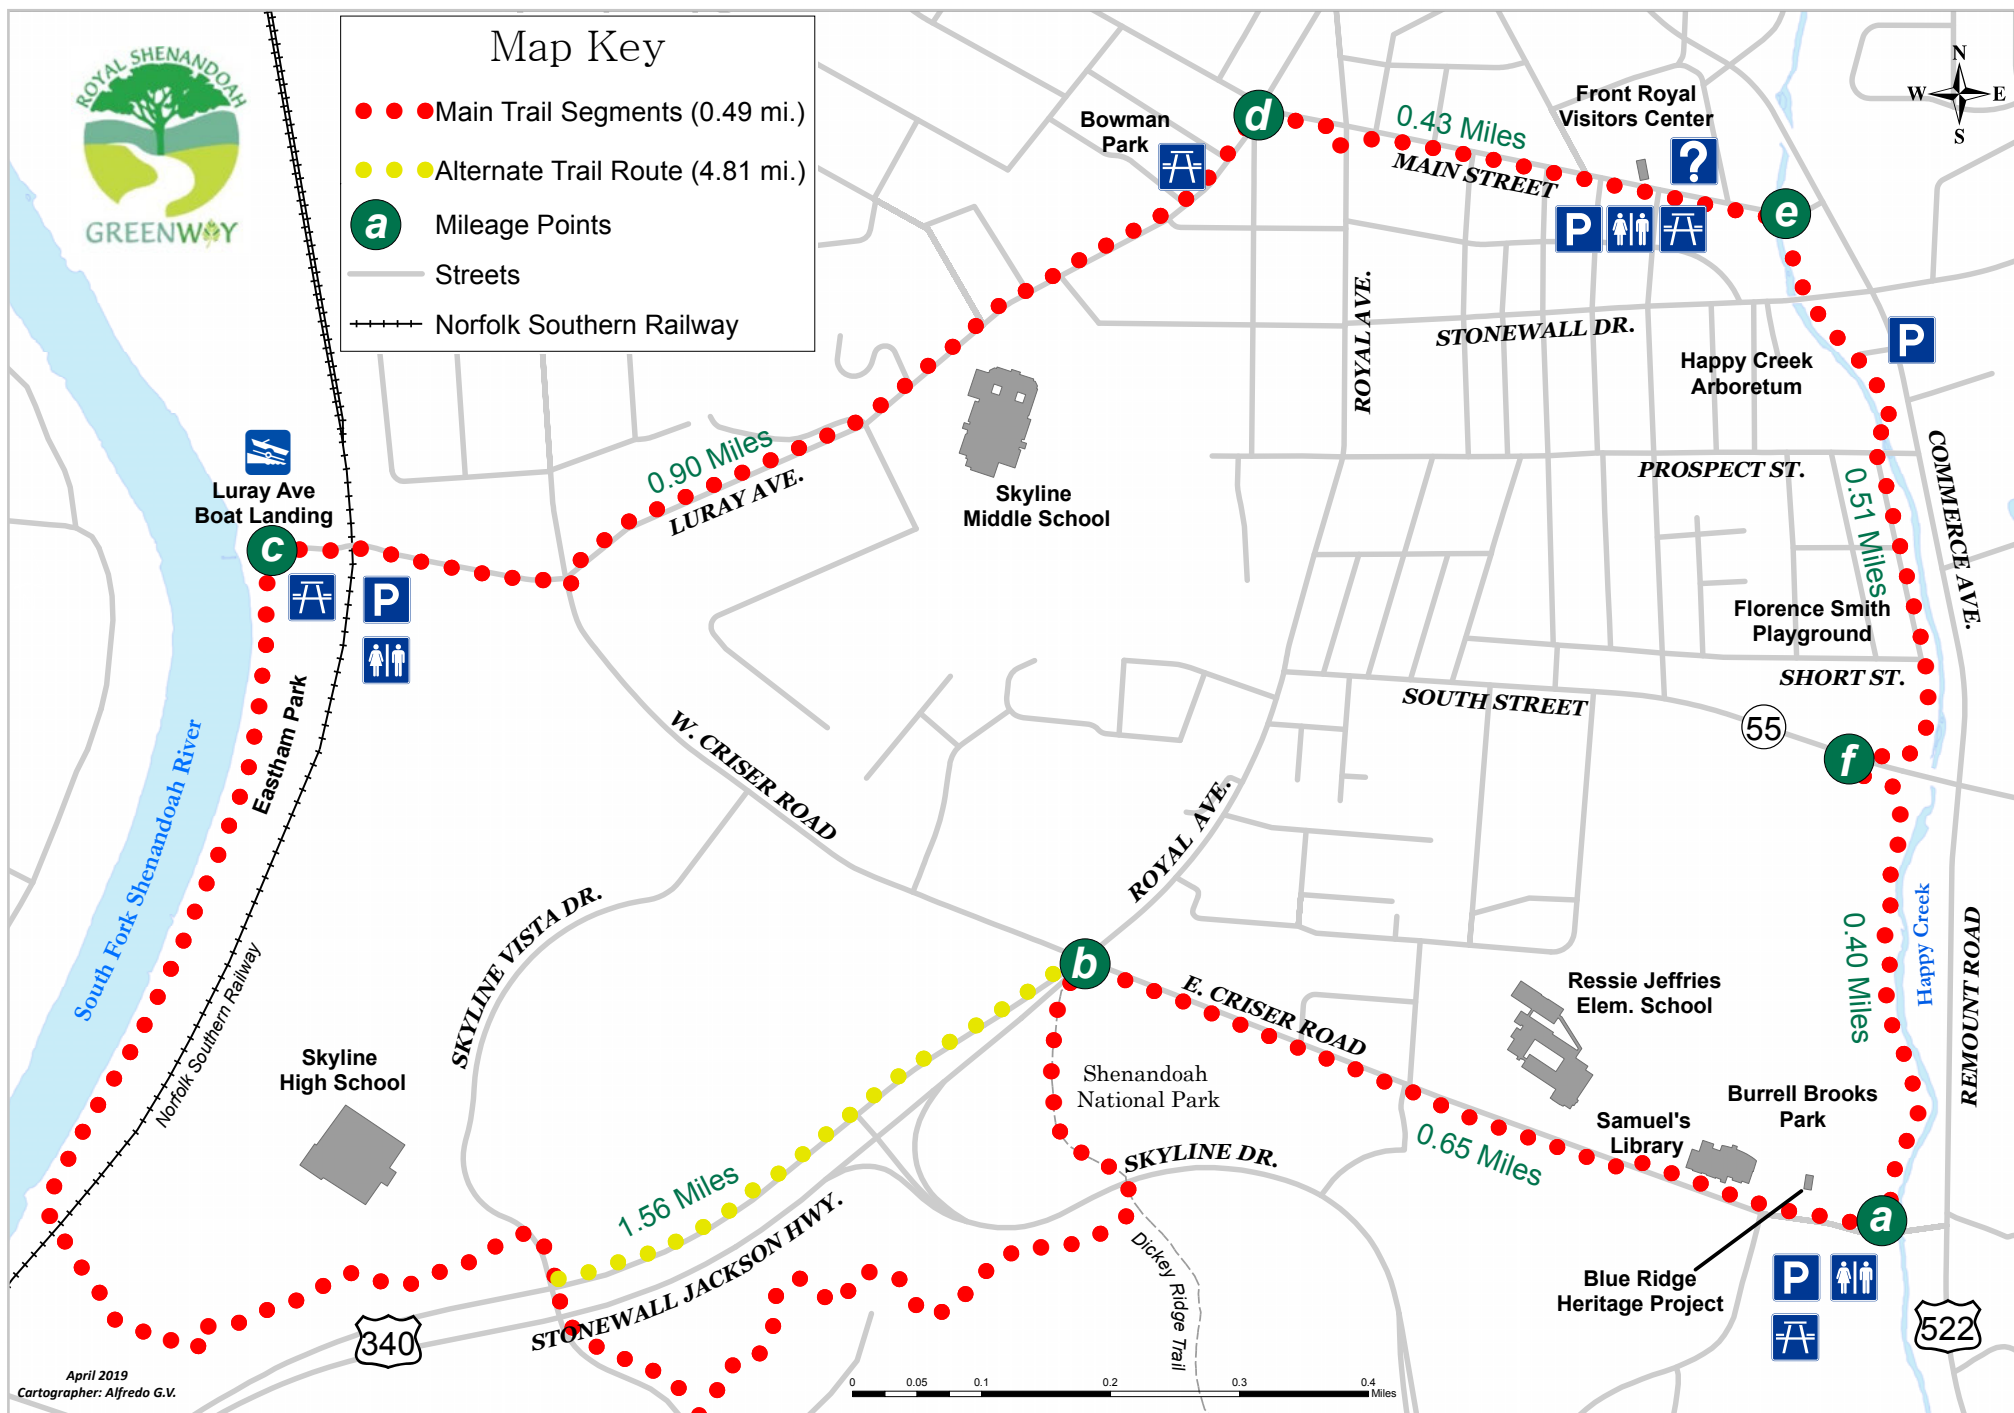 ROYAL SHENANDOAH
GREENWAY
Map Key
Main Trail Segments (0.49 mi.)
Alternate Trail Route (4.81 mi.)
a
Mileage Points
Streets
Norfolk Southern Railway
N
W
E
S
Bowman
Park
d
0.43 Miles
MAIN STREET
Front Royal
Visitors Center
?
P
e
ROYAL AVE.
STONEWALL DR.
P
Happy Creek
Arboretum
Luray Ave
Boat Landing
c
P
0.90 Miles
LURAY AVE.
Skyline
Middle School
PROSPECT ST.
COMMERCE AVE.
0.51 Miles
Florence Smith
Playground
SHORT ST.
SOUTH STREET
55
f
Eastham Park
South Fork Shenandoah River
Norfolk Southern Railway
W. CRISER ROAD
ROYAL AVE.
SKYLINE VISTA DR.
b
E. CRISER ROAD
Ressie Jeffries
Elem. School
0.40 Miles
Happy Creek
REMOUNT ROAD
Skyline
High School
Shenandoah
National Park
SKYLINE DR.
0.65 Miles
Samuel's
Library
Burrell Brooks
Park
a
1.56 Miles
STONEWALL JACKSON HWY.
Dickey Ridge Trail
Blue Ridge
Heritage Project
P
340
522
April 2019
Cartographer: Alfredo G.V.
0
0.05
0.1
0.2
0.3
0.4
Miles